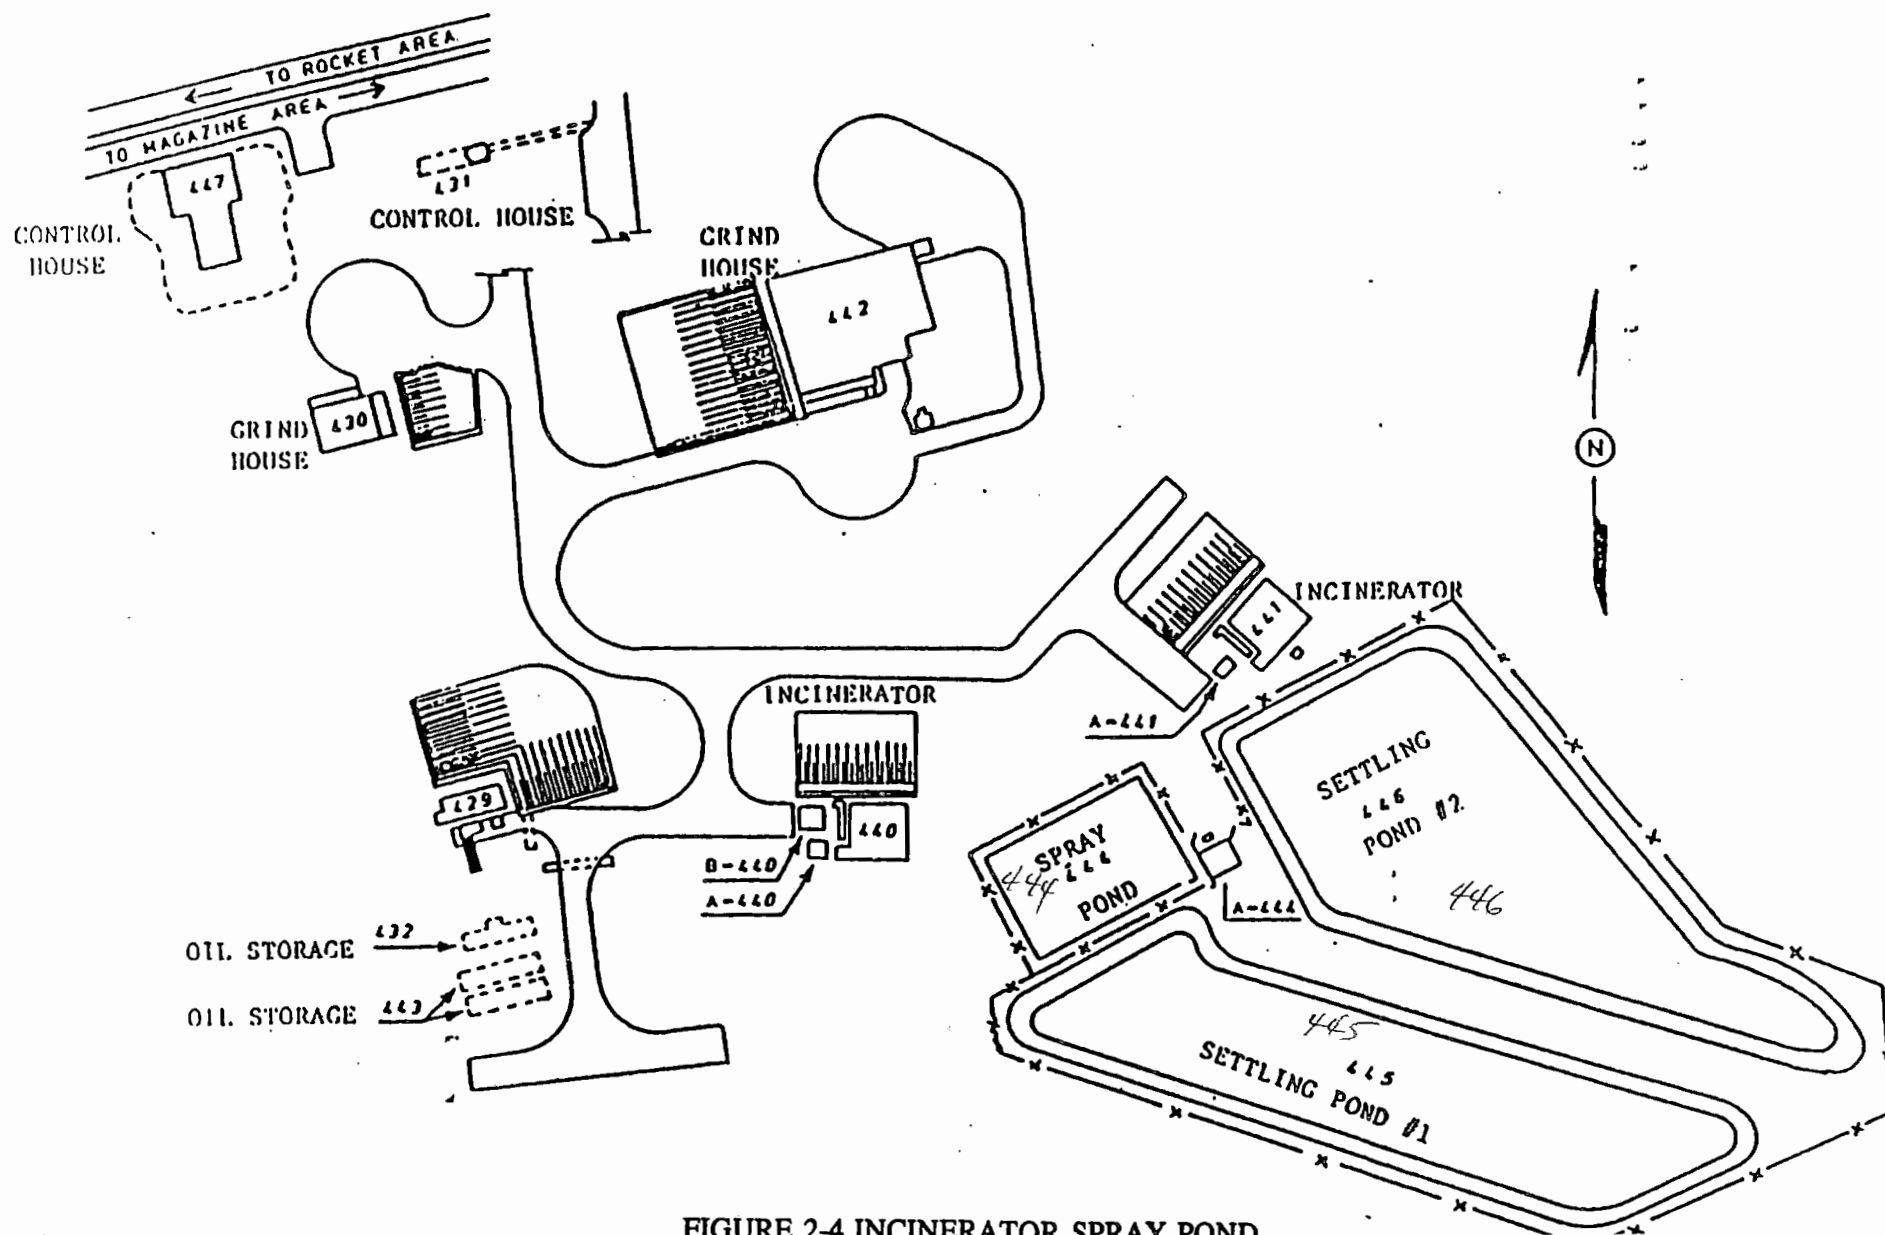 TO ROCKET AREA
TO MAGAZINE AREA
447
CONTROL
HOUSE
431
CONTROL HOUSE
GRIND
HOUSE
442
430
GRIND
HOUSE
N
INCINERATOR
441
A-441
INCINERATOR
429
440
B-440
A-440
SETTLING
446
POND #2
446
SPRAY
444
444
POND
A-444
OIL STORAGE 432
OIL STORAGE 443
445
445
SETTLING POND #1
FIGURE 2-4 INCINERATOR SPRAY POND